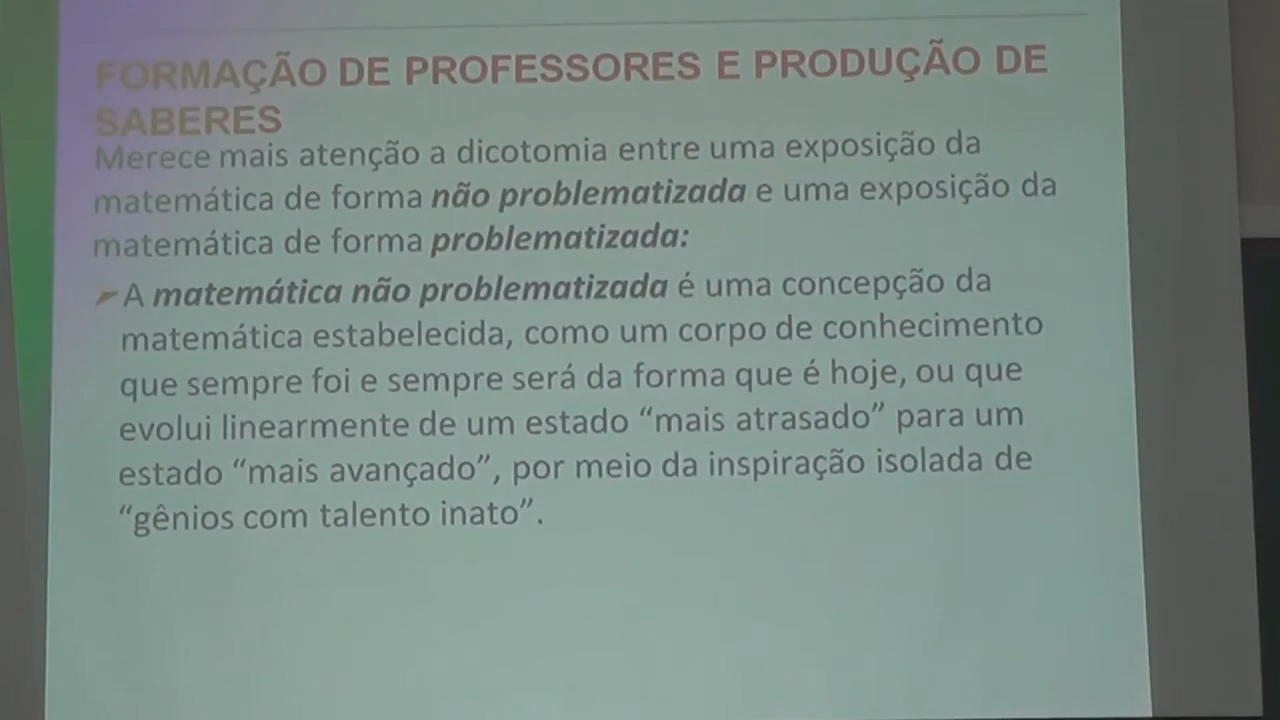 FORMAÇÃO DE PROFESSORES E PRODUÇÃO DE
SABERES
Merece mais atenção a dicotomia entre uma exposição da
matemática de forma não problematizada e uma exposição da
matemática de forma problematizada:
➢ A matemática não problematizada é uma concepção da
matemática estabelecida, como um corpo de conhecimento
que sempre foi e sempre será da forma que é hoje, ou que
evolui linearmente de um estado “mais atrasado” para um
estado “mais avançado”, por meio da inspiração isolada de
“gênios com talento inato”.